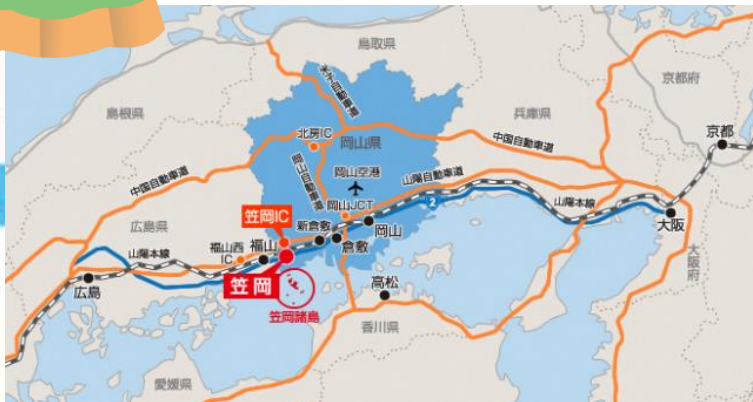 鳥取県
京都府
米子自動車道
島根県
兵庫県
北房IC
岡山県
中国自動車道
京都
岡山自動車道
岡山空港
中国自動車道
山陽自動車道
岡山JCT
2
山陽本線
広島県
笠岡IC
新倉敷
岡山
大阪
山陽本線
福山西
IC
福山
倉敷
大阪府
笠岡
高松
広島
笠岡諸島
香川県
愛媛県